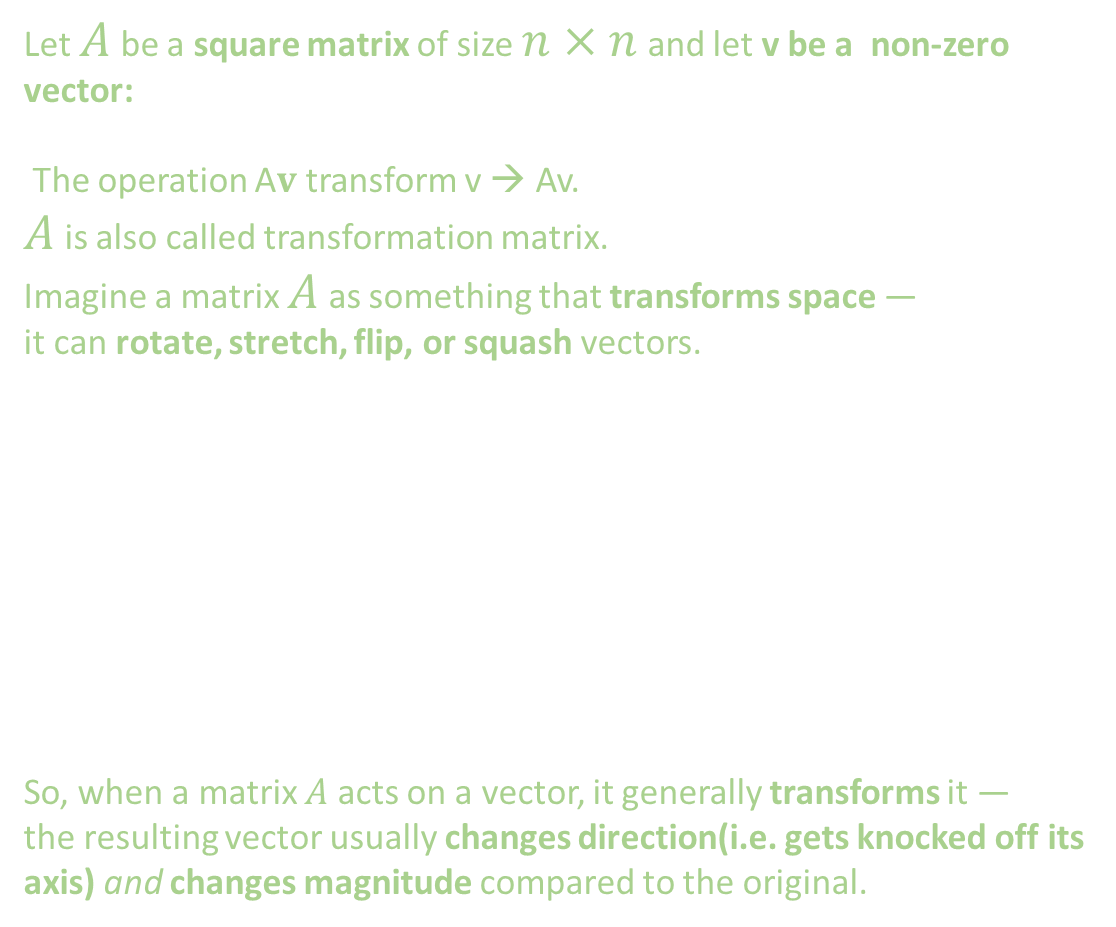 Let A be a square matrix of size n × n and let v be a non-zero
vector:
The operation Av transform v → Av.
A is also called transformation matrix.
Imagine a matrix A as something that transforms space —
it can rotate, stretch, flip, or squash vectors.
So, when a matrix A acts on a vector, it generally transforms it —
the resulting vector usually changes direction(i.e. gets knocked off its
axis) and changes magnitude compared to the original.